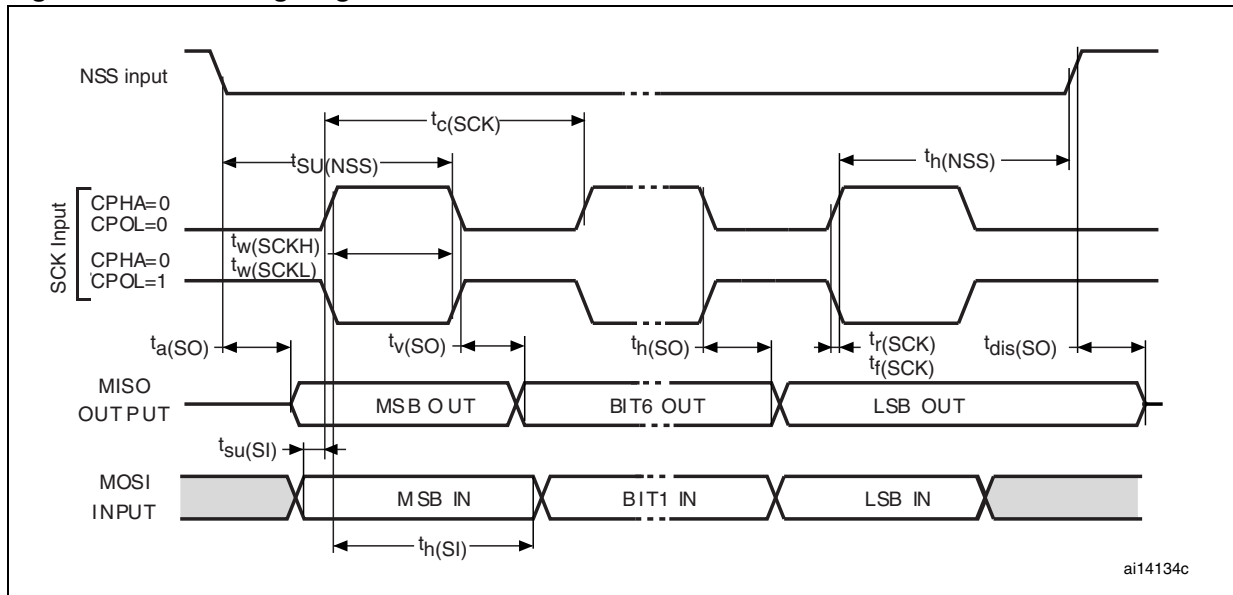 NSS input
tc(SCK)
tSU(NSS)
th(NSS)
SCK Input
CPHA=0
CPOL=0
tw(SCKH)
tw(SCKL)
CPHA=0
CPOL=1
ta(SO)
tv(SO)
th(SO)
tr(SCK)
tf(SCK)
tdis(SO)
MISO
OUTPUT
MSB OUT
BIT6 OUT
LSB OUT
tsu(SI)
MOSI
INPUT
MSB IN
BIT1 IN
LSB IN
th(SI)
ai14134c